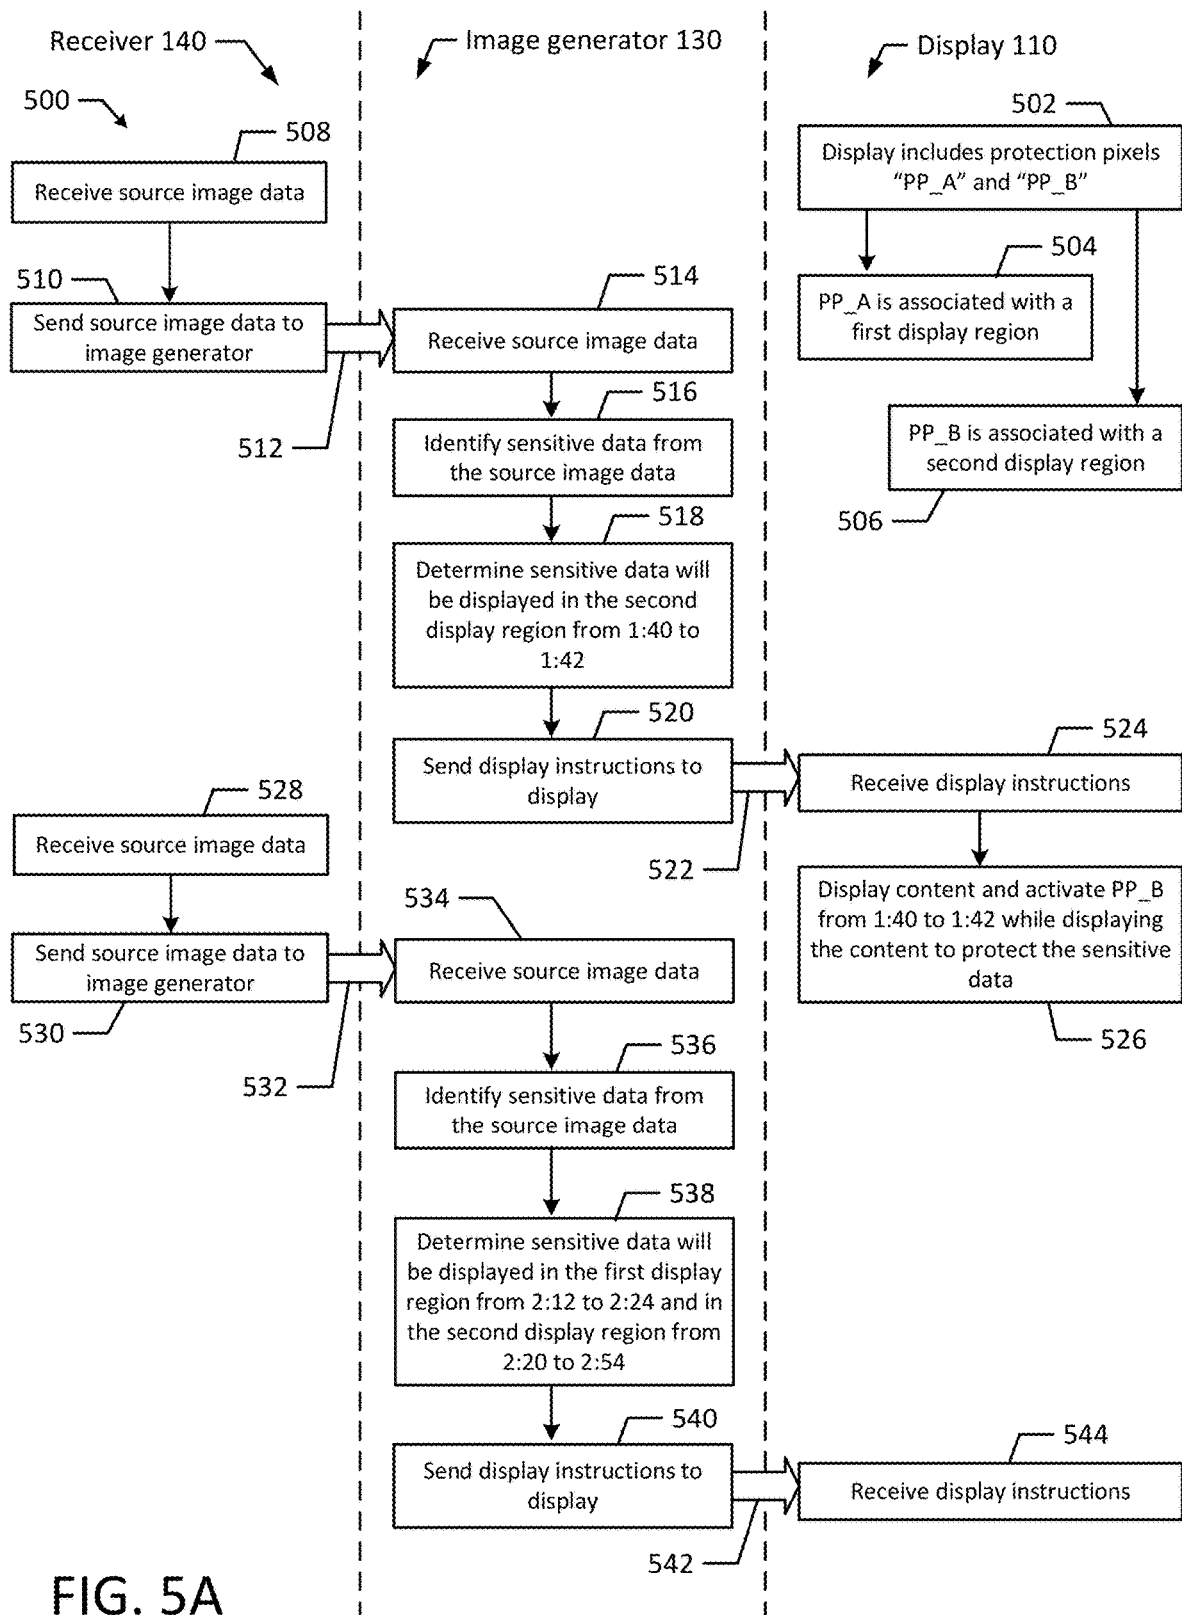 Receiver 140
Image generator 130
Display 110
500
508
Receive source image data
510
Send source image data to
image generator
512
502
Display includes protection pixels
“PP_A” and “PP_B”
504
PP_A is associated with a
first display region
PP_B is associated with a
second display region
506
514
Receive source image data
516
Identify sensitive data from
the source image data
518
Determine sensitive data will
be displayed in the second
display region from 1:40 to
1:42
520
Send display instructions to
display
522
524
Receive display instructions
Display content and activate PP_B
from 1:40 to 1:42 while displaying
the content to protect the sensitive
data
526
528
Receive source image data
Send source image data to
image generator
530
532
534
Receive source image data
536
Identify sensitive data from
the source image data
538
Determine sensitive data will
be displayed in the first display
region from 2:12 to 2:24 and in
the second display region from
2:20 to 2:54
540
Send display instructions to
display
542
544
Receive display instructions
FIG. 5A